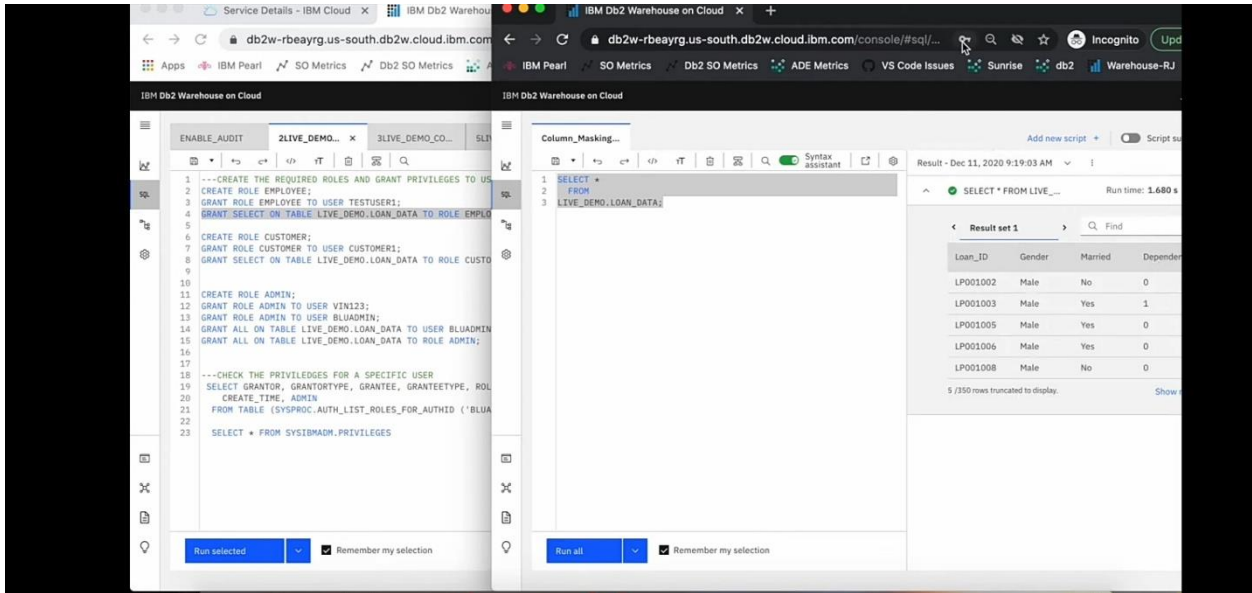 Service Details - IBM Cloud
IBM Db2 Warehou
db2w-rbeayrg.us-south.db2w.cloud.ibm.com
Apps IBM Pearl SO Metrics Db2 SO Metrics
IBM Db2 Warehouse on Cloud
ENABLE_AUDIT 2LIVE_DEMO... 3LIVE_DEMO_CO... 5LI
1 ---CREATE THE REQUIRED ROLES AND GRANT PRIVILEGES TO US
2 CREATE ROLE EMPLOYEE;
3 GRANT ROLE EMPLOYEE TO USER TESTUSER1;
4 GRANT SELECT ON TABLE LIVE_DEMO.LOAN_DATA TO ROLE EMPLO
5
6 CREATE ROLE CUSTOMER;
7 GRANT ROLE CUSTOMER TO USER CUSTOMER1;
8 GRANT SELECT ON TABLE LIVE_DEMO.LOAN_DATA TO ROLE CUSTO
9
10
11 CREATE ROLE ADMIN;
12 GRANT ROLE ADMIN TO USER VIN123;
13 GRANT ROLE ADMIN TO USER BLUADMIN;
14 GRANT ALL ON TABLE LIVE_DEMO.LOAN_DATA TO USER BLUADMIN
15 GRANT ALL ON TABLE LIVE_DEMO.LOAN_DATA TO ROLE ADMIN;
16
17
18 ---CHECK THE PRIVILEDGES FOR A SPECIFIC USER
19 SELECT GRANTOR, GRANTORTYPE, GRANTEE, GRANTEETYPE, ROL
20 CREATE_TIME, ADMIN
21 FROM TABLE (SYSPROC.AUTH_LIST_ROLES_FOR_AUTHID ('BLUA
22
23 SELECT * FROM SYSIBMADM.PRIVILEGES
SQL
Run selected Remember my selection
IBM Db2 Warehouse on Cloud
db2w-rbeayrg.us-south.db2w.cloud.ibm.com/console/#sql/... Incognito Upd
IBM Pearl SO Metrics Db2 SO Metrics ADE Metrics VS Code Issues Sunrise db2 Warehouse-RJ
IBM Db2 Warehouse on Cloud
Column_Masking... Add new script + Script su
Syntax assistant
1 SELECT *
2 FROM
3 LIVE_DEMO.LOAN_DATA;
SQL
Run all Remember my selection
Result - Dec 11, 2020 9:19:03 AM
SELECT * FROM LIVE_... Run time: 1.680 s
Result set 1 Find
Loan_ID Gender Married Depender
LP001002 Male No 0
LP001003 Male Yes 1
LP001005 Male Yes 0
LP001006 Male Yes 0
LP001008 Male No 0
5 /350 rows truncated to display. Show